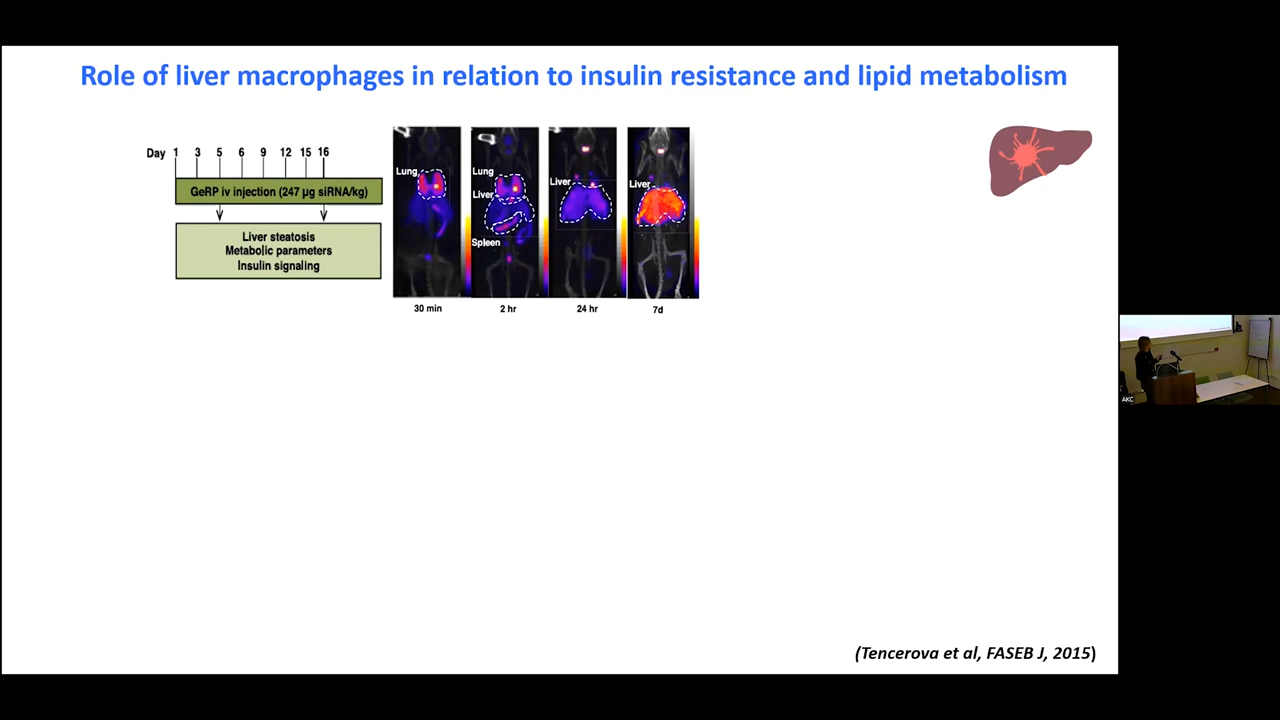 Role of liver macrophages in relation to insulin resistance and lipid metabolism
Day 1 3 5 6 9 12 15 16
GeRP iv injection (247 µg siRNA/kg)
Liver steatosis
Metabolic parameters
Insulin signaling
Lung
Lung
Liver
Spleen
Liver
Liver
30 min
2 hr
24 hr
7d
(Tencerova et al, FASEB J, 2015)
AKC